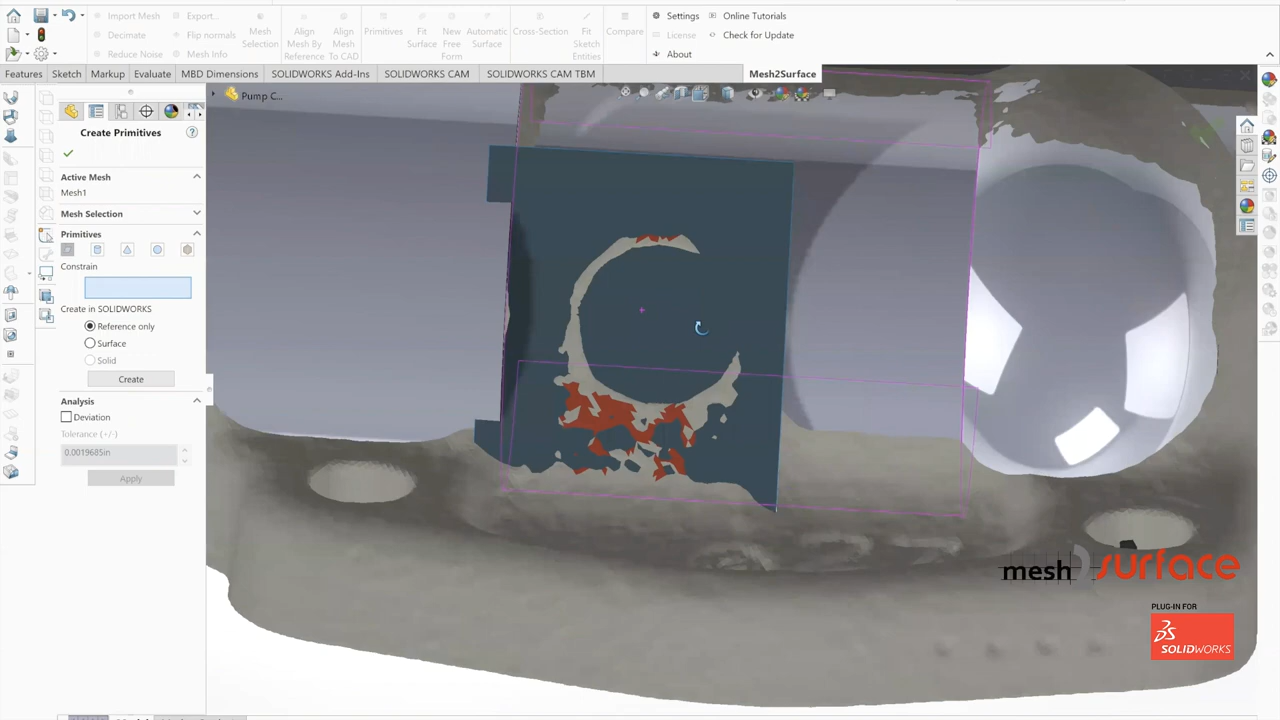 Import Mesh
Export...
Settings
Online Tutorials
Decimate
Flip normals
Mesh Selection
Align Mesh By Reference
Align Mesh To CAD
Primitives
Fit Surface
New Free Form
Automatic Surface
Cross-Section
Fit Sketch Entities
Compare
License
Check for Update
Reduce Noise
Mesh Info
About
Features
Sketch
Markup
Evaluate
MBD Dimensions
SOLIDWORKS Add-Ins
SOLIDWORKS CAM
SOLIDWORKS CAM TBM
Mesh2Surface
Pump C...
Create Primitives
Active Mesh
Mesh1
Mesh Selection
Primitives
Constrain
Create in SOLIDWORKS
Reference only
Surface
Solid
Create
Analysis
Deviation
Tolerance (+/-)
0.0019685in
Apply
mesh2surface
PLUG-IN FOR
SOLIDWORKS